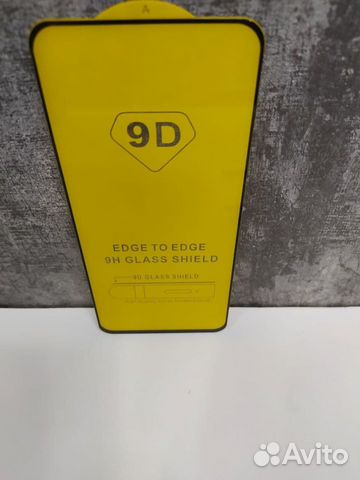 A
9D
EDGE TO EDGE
9H GLASS SHIELD
9D GLASS SHIELD
Avito